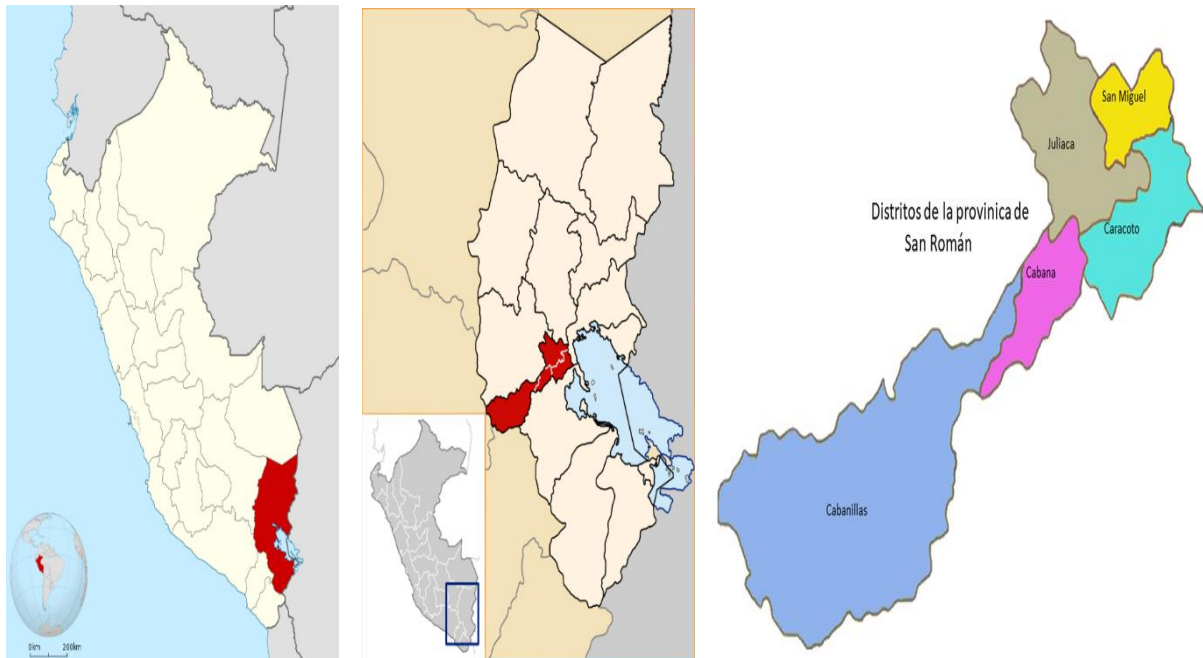 0km 200km
Distritos de la provinica de
San Román
San Miguel
Juliaca
Caracoto
Cabana
Cabanillas